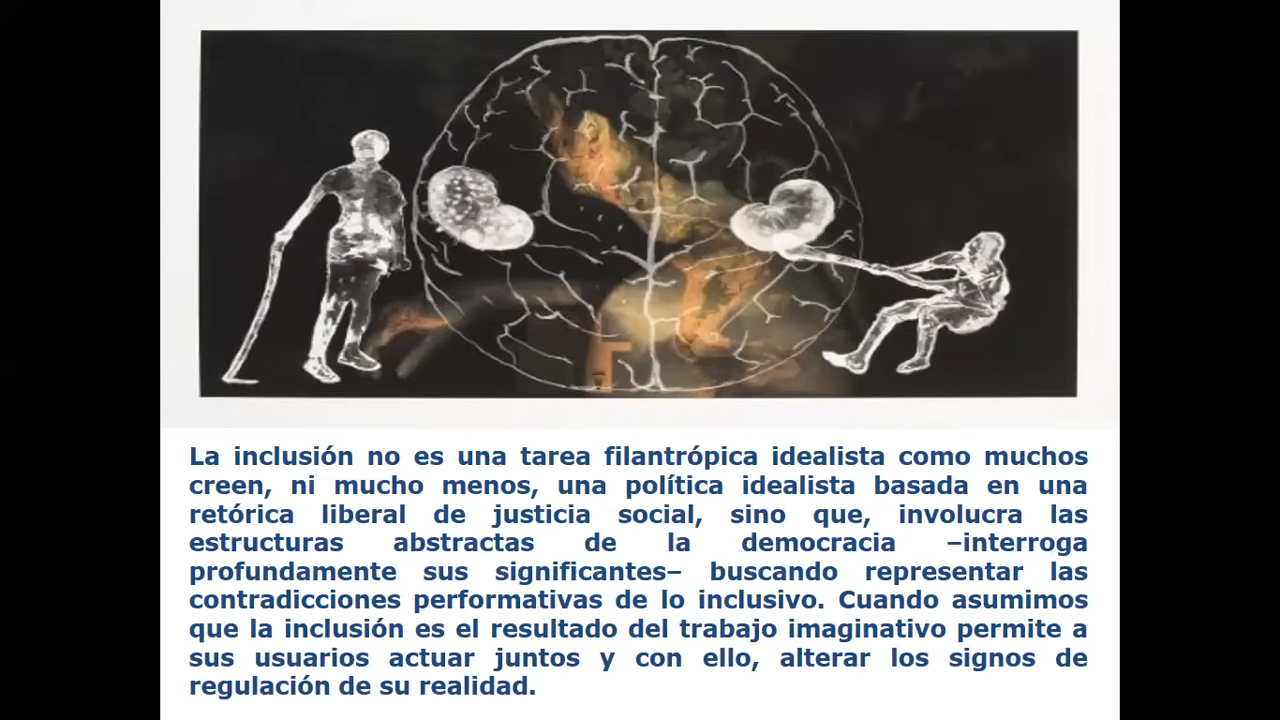 La inclusión no es una tarea filantrópica idealista como muchos
creen, ni mucho menos, una política idealista basada en una
retórica liberal de justicia social, sino que, involucra las
estructuras abstractas de la democracia –interroga
profundamente sus significantes– buscando representar las
contradicciones performativas de lo inclusivo. Cuando asumimos
que la inclusión es el resultado del trabajo imaginativo permite a
sus usuarios actuar juntos y con ello, alterar los signos de
regulación de su realidad.